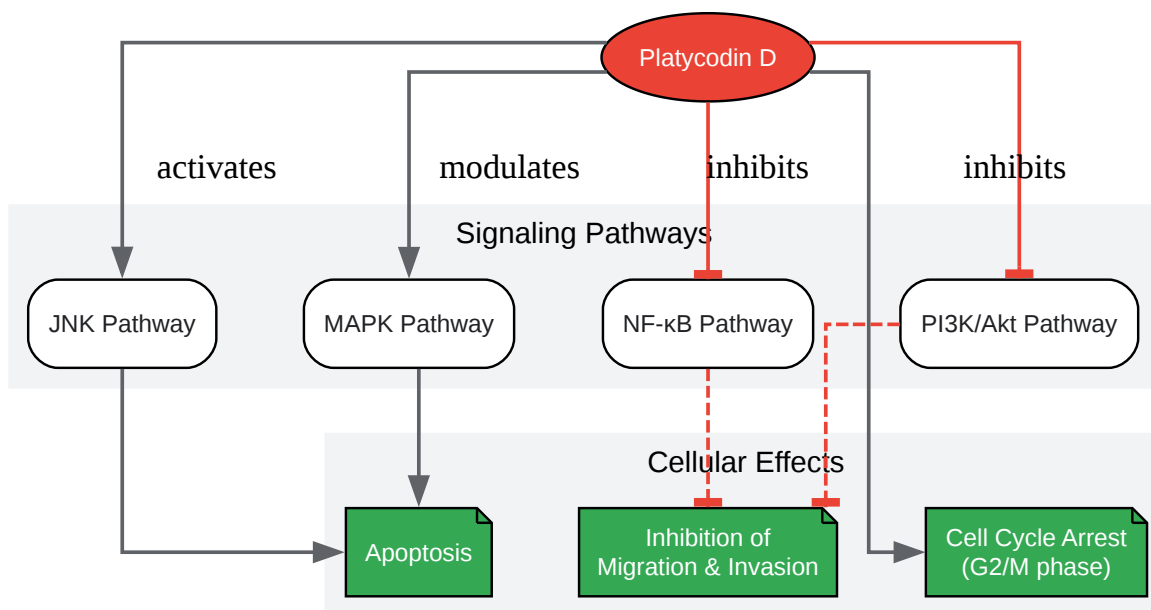 Platycodin D
activates
modulates
inhibits
inhibits
Signaling Pathways
JNK Pathway
MAPK Pathway
NF-κB Pathway
PI3K/Akt Pathway
Cellular Effects
Apoptosis
Inhibition of
Migration & Invasion
Cell Cycle Arrest
(G2/M phase)